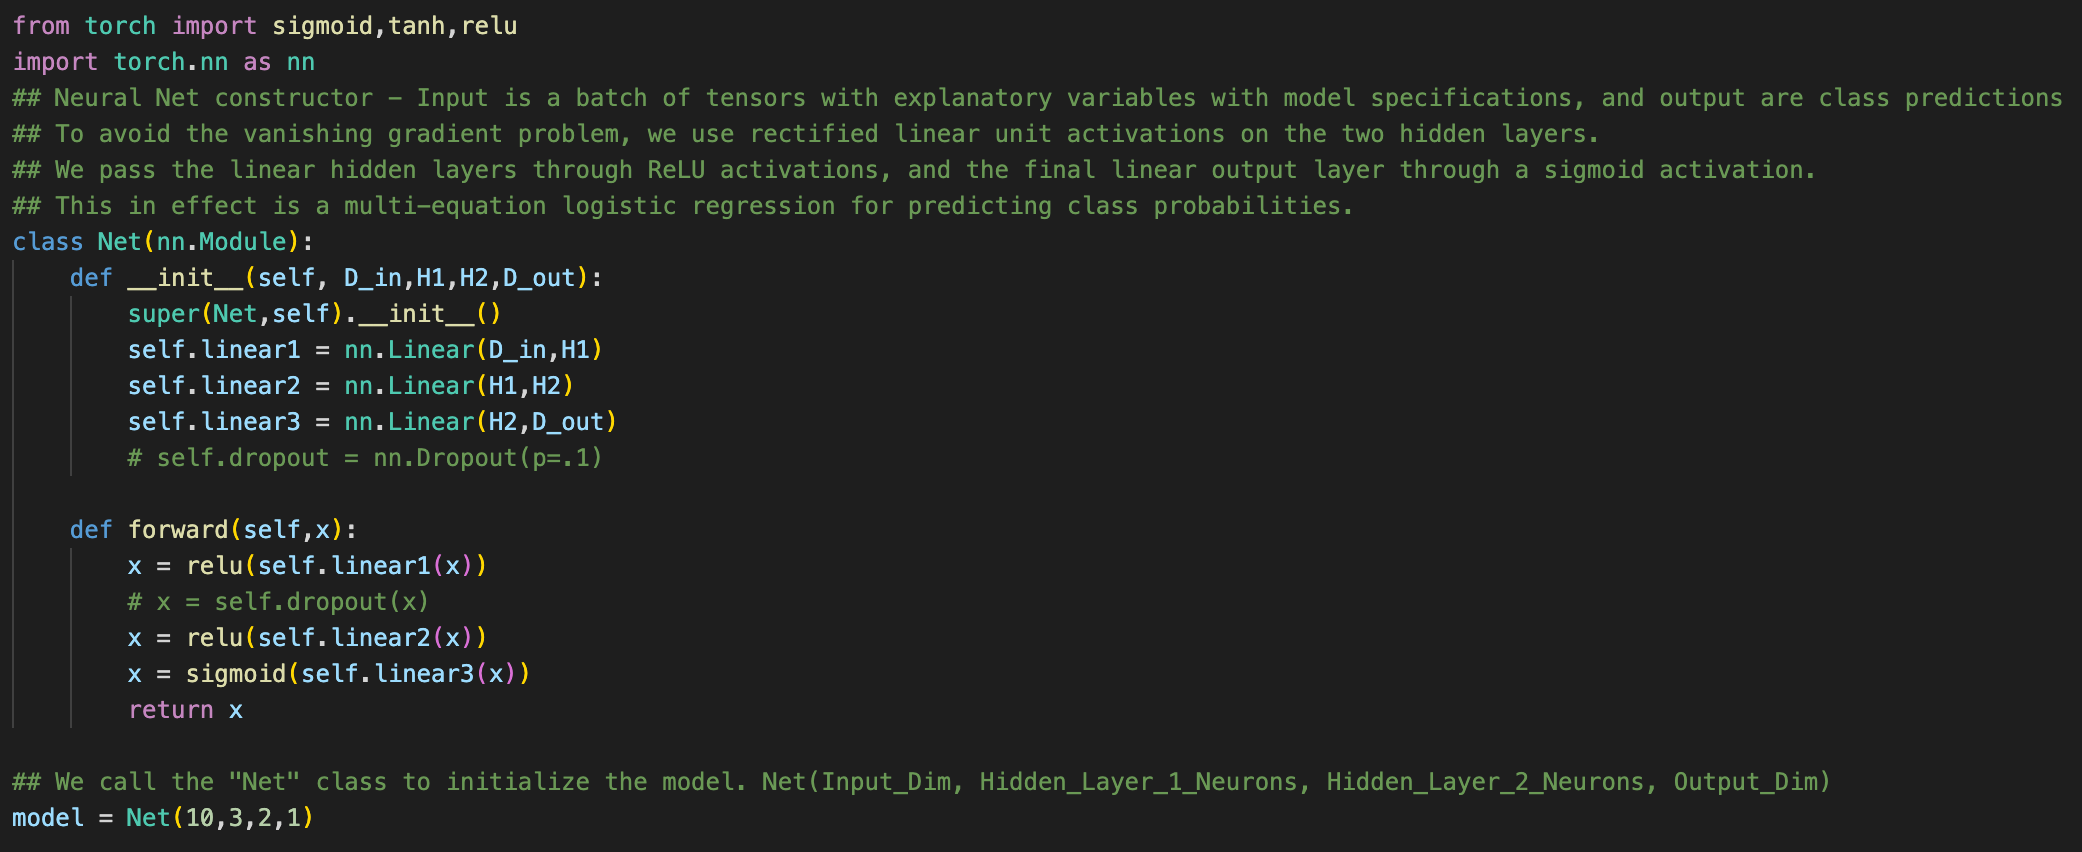 from torch import sigmoid,tanh,relu
import torch.nn as nn
## Neural Net constructor – Input is a batch of tensors with explanatory variables with model specifications, and output are class predictions
## To avoid the vanishing gradient problem, we use rectified linear unit activations on the two hidden layers.
## We pass the linear hidden layers through ReLU activations, and the final linear output layer through a sigmoid activation.
## This in effect is a multi-equation logistic regression for predicting class probabilities.
class Net(nn.Module):
    def __init__(self, D_in,H1,H2,D_out):
        super(Net,self).__init__()
        self.linear1 = nn.Linear(D_in,H1)
        self.linear2 = nn.Linear(H1,H2)
        self.linear3 = nn.Linear(H2,D_out)
        # self.dropout = nn.Dropout(p=.1)

    def forward(self,x):
        x = relu(self.linear1(x))
        # x = self.dropout(x)
        x = relu(self.linear2(x))
        x = sigmoid(self.linear3(x))
        return x

## We call the "Net" class to initialize the model. Net(Input_Dim, Hidden_Layer_1_Neurons, Hidden_Layer_2_Neurons, Output_Dim)
model = Net(10,3,2,1)